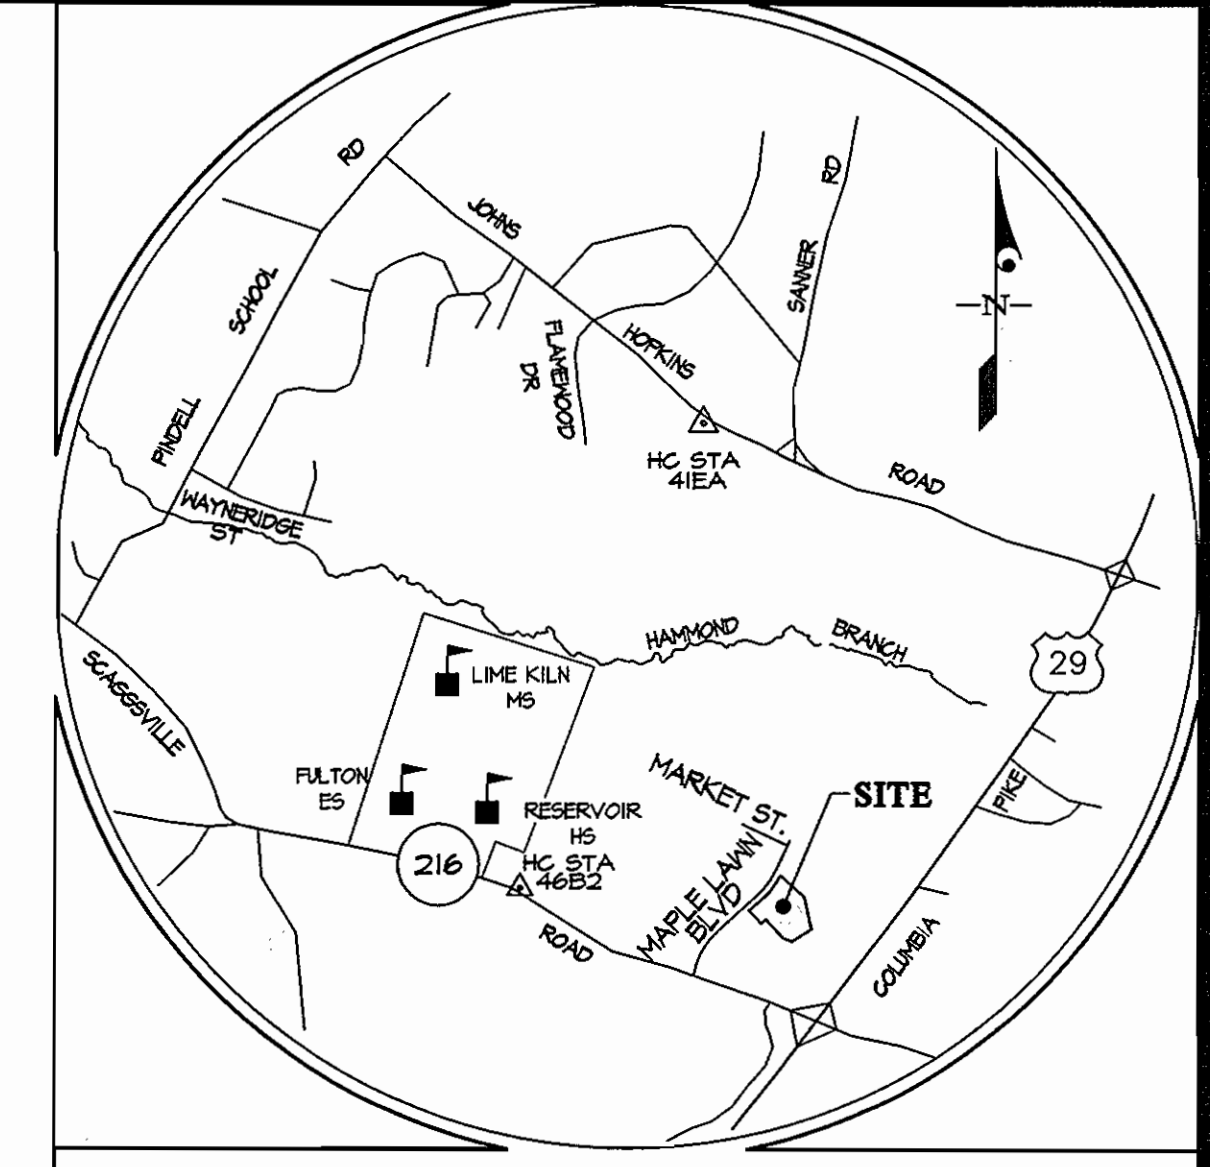 RD
JOHNS
RD
SANNER
SCHOOL
N
HOPKINS
FLAMEWOOD
DR
PINDELL
HC STA
41EA
ROAD
WAYNERIDGE
ST
HAMMOND
BRANCH
29
SCAGGSVILLE
LIME KILN
MS
FULTON
ES
MARKET ST.
SITE
PIKE
RESERVOIR
HS
216
HC STA
46B2
MAPLE LAWN
BLVD
ROAD
COLUMBIA